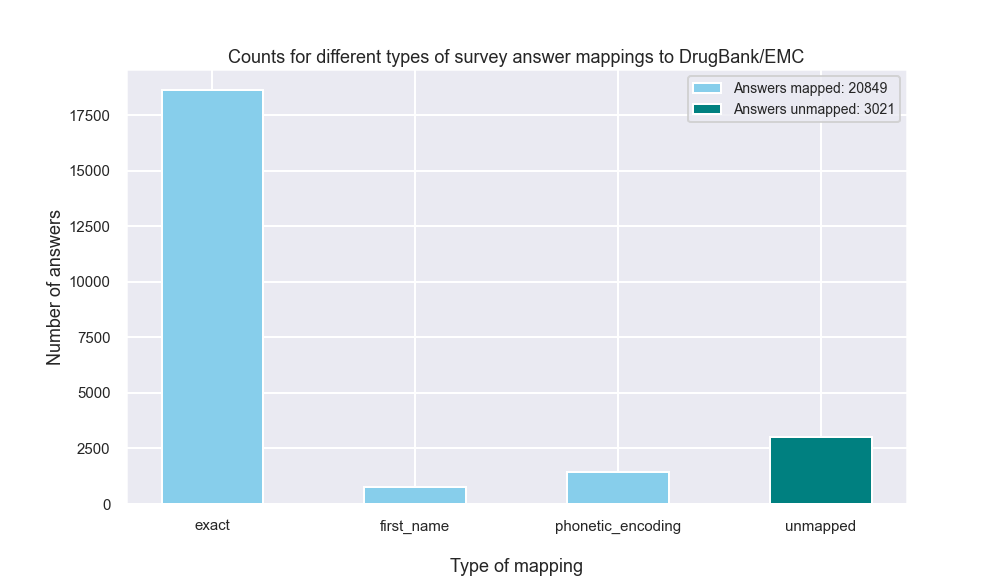 Counts for different types of survey answer mappings to DrugBank/EMC
Answers mapped: 20849
Answers unmapped: 3021
Number of answers
17500
15000
12500
10000
7500
5000
2500
0
exact first_name phonetic_encoding unmapped
Type of mapping